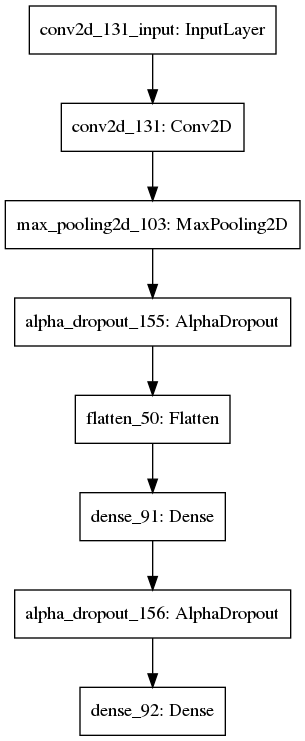 conv2d_131_input: InputLayer
conv2d_131: Conv2D
max_pooling2d_103: MaxPooling2D
alpha_dropout_155: AlphaDropout
flatten_50: Flatten
dense_91: Dense
alpha_dropout_156: AlphaDropout
dense_92: Dense